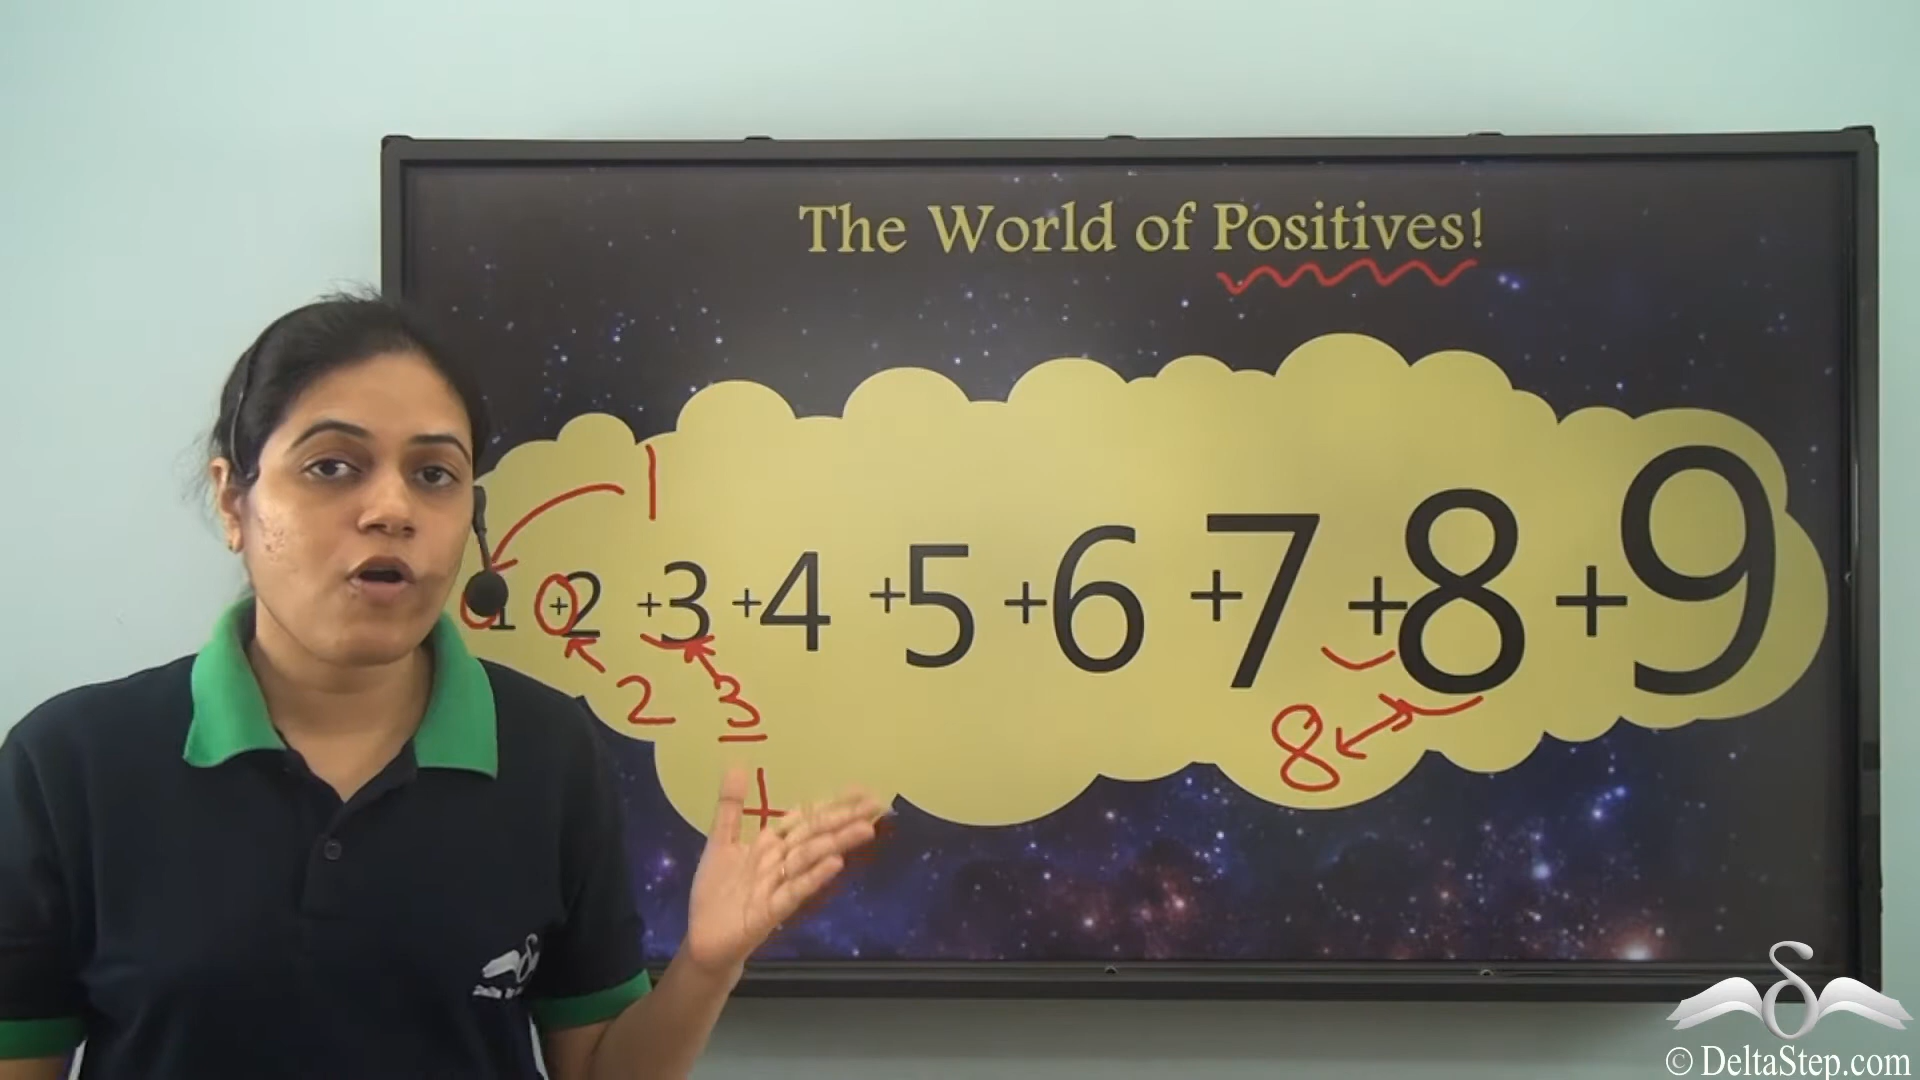 The World of Positives!
1
1 +2 +3 +4 +5 +6 +7 +8 +9
2 3 8
+
© DeltaStep.com